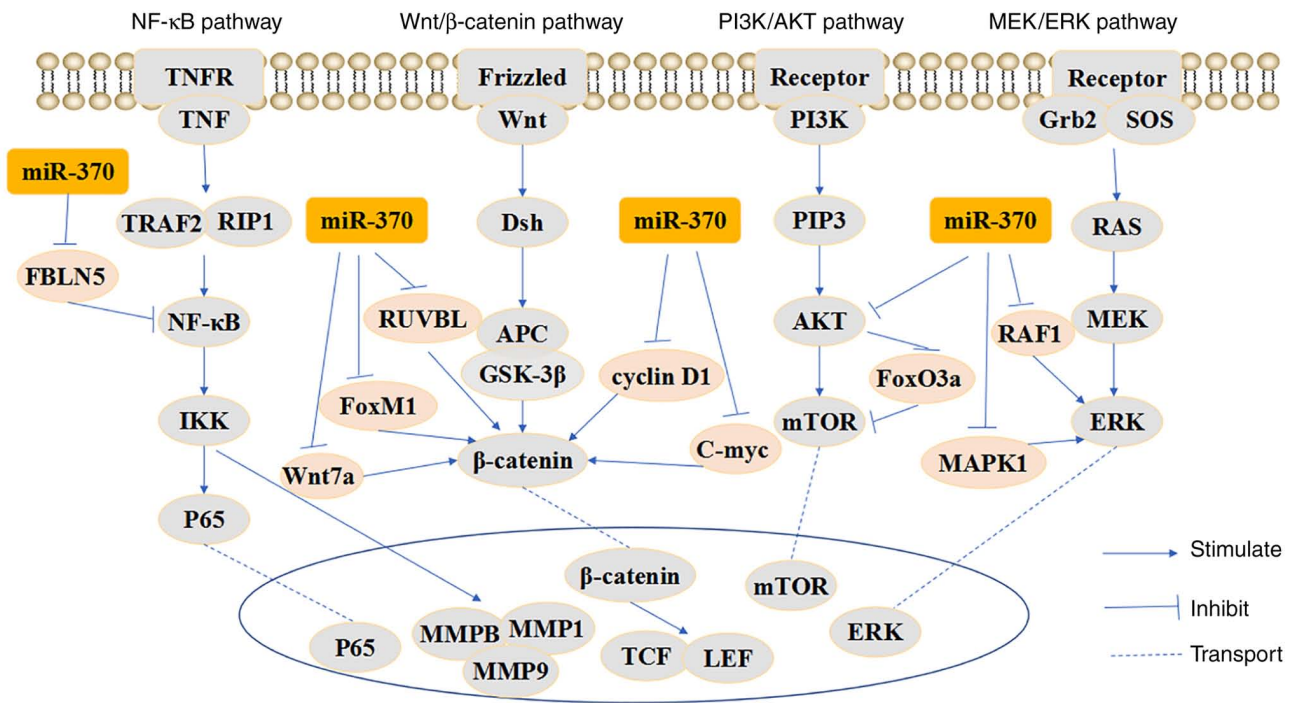 NF-κB pathway
Wnt/β-catenin pathway
PI3K/AKT pathway
MEK/ERK pathway
TNFR
Frizzled
Receptor
Receptor
TNF
Wnt
PI3K
Grb2
SOS
miR-370
TRAF2
RIP1
miR-370
Dsh
miR-370
PIP3
miR-370
RAS
FBLN5
NF-κB
RUVBL
APC
AKT
RAF1
MEK
GSK-3β
cyclin D1
FoxO3a
FoxM1
IKK
mTOR
ERK
C-myc
β-catenin
MAPK1
Wnt7a
P65
Stimulate
β-catenin
mTOR
Inhibit
MMPB
MMP1
ERK
P65
TCF
LEF
Transport
MMP9